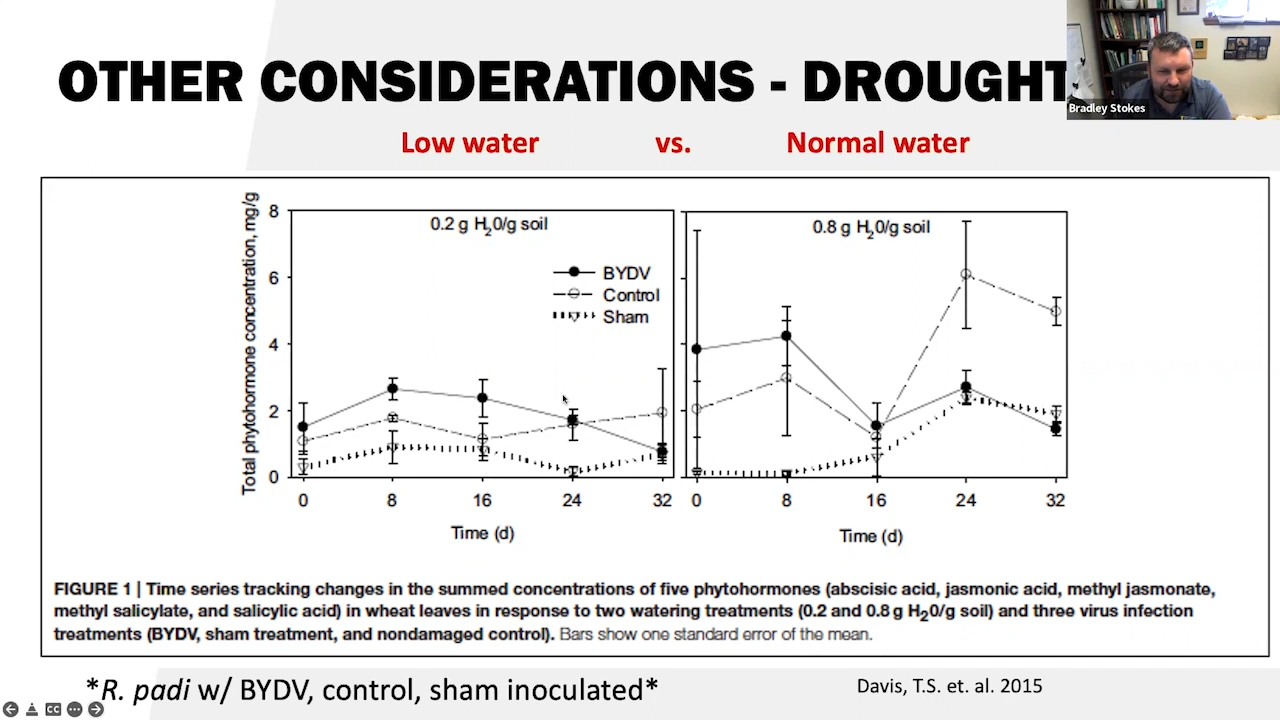 OTHER CONSIDERATIONS - DROUGHT
Bradley Stokes
Low water vs. Normal water
Total phytohormone concentration, mg/g
8
6
4
2
0
0.2 g H₂0/g soil
BYDV
Control
Sham
0 8 16 24 32
Time (d)
0.8 g H₂0/g soil
0 8 16 24 32
Time (d)
FIGURE 1 | Time series tracking changes in the summed concentrations of five phytohormones (abscisic acid, jasmonic acid, methyl jasmonate,
methyl salicylate, and salicylic acid) in wheat leaves in response to two watering treatments (0.2 and 0.8 g H₂0/g soil) and three virus infection
treatments (BYDV, sham treatment, and nondamaged control). Bars show one standard error of the mean.
*R. padi w/ BYDV, control, sham inoculated*
Davis, T.S. et. al. 2015
CC